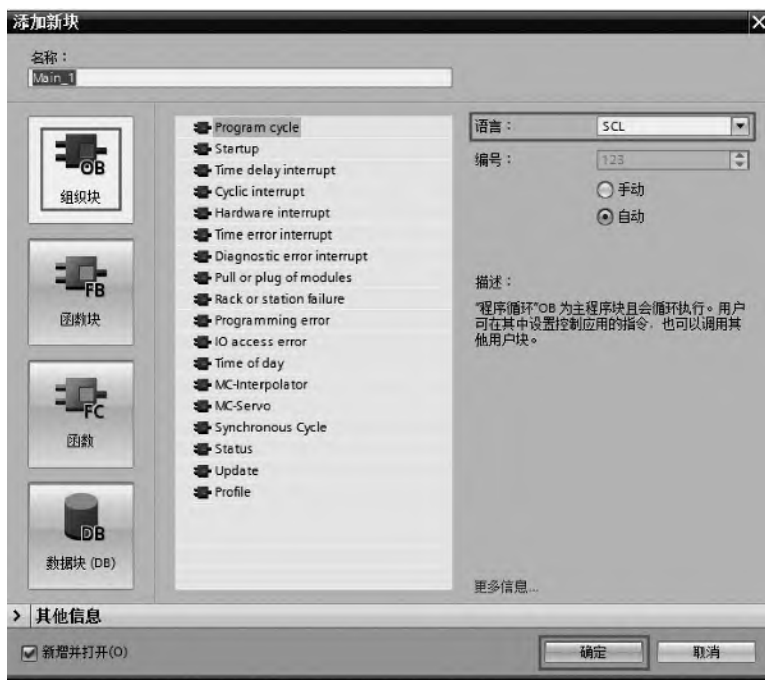 添加新块
名称：
Main_1
OB
组织块
FB
函数块
FC
函数
DB
数据块 (DB)
Program cycle
Startup
Time delay interrupt
Cyclic interrupt
Hardware interrupt
Time error interrupt
Diagnostic error interrupt
Pull or plug of modules
Rack or station failure
Programming error
IO access error
Time of day
MC-Interpolator
MC-Servo
Synchronous Cycle
Status
Update
Profile
语言： SCL
编号： 123
手动
自动
描述：
"程序循环"OB 为主程序块且会循环执行。用户
可在其中设置控制应用的指令，也可以调用其
他用户块。
更多信息...
> 其他信息
新增并打开(O)
确定 取消